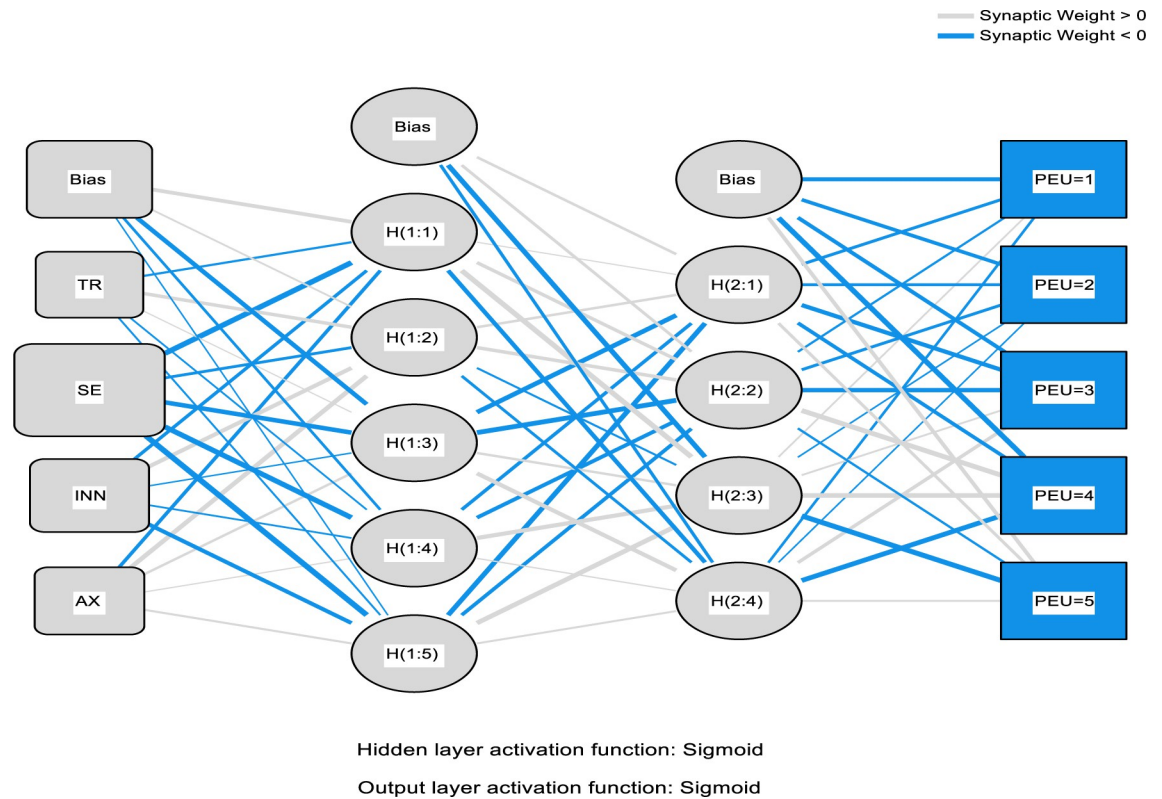 Synaptic Weight > 0
Synaptic Weight < 0
Bias
TR
SE
INN
AX
Bias
H(1:1)
H(1:2)
H(1:3)
H(1:4)
H(1:5)
Bias
H(2:1)
H(2:2)
H(2:3)
H(2:4)
PEU=1
PEU=2
PEU=3
PEU=4
PEU=5
Hidden layer activation function: Sigmoid
Output layer activation function: Sigmoid